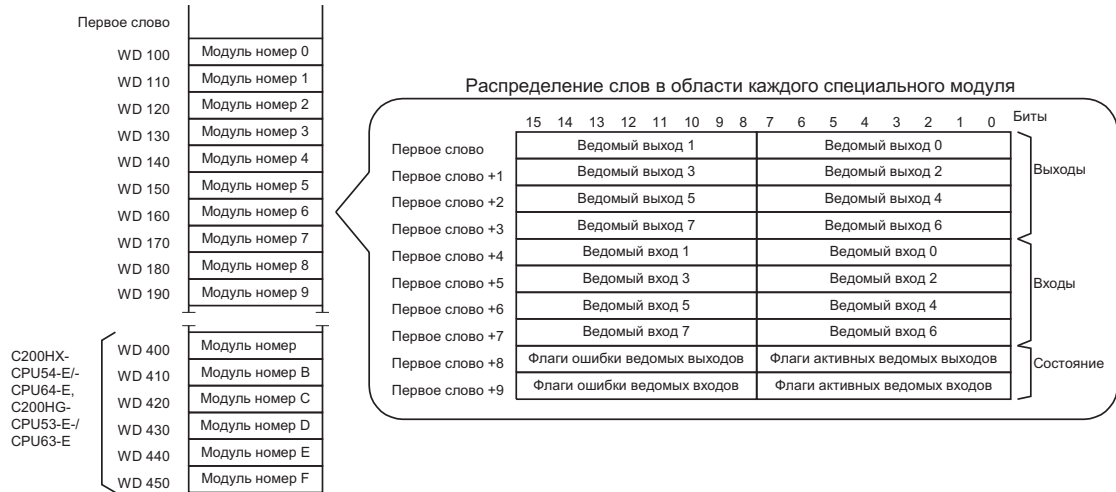 Первое слово
WD 100 Модуль номер 0
WD 110 Модуль номер 1
WD 120 Модуль номер 2
WD 130 Модуль номер 3
WD 140 Модуль номер 4
WD 150 Модуль номер 5
WD 160 Модуль номер 6
WD 170 Модуль номер 7
WD 180 Модуль номер 8
WD 190 Модуль номер 9
C200HX-
CPU54-E/-
CPU64-E,
C200HG-
CPU53-E-/
CPU63-E
WD 400 Модуль номер
WD 410 Модуль номер B
WD 420 Модуль номер C
WD 430 Модуль номер D
WD 440 Модуль номер E
WD 450 Модуль номер F
Распределение слов в области каждого специального модуля
15 14 13 12 11 10 9 8 7 6 5 4 3 2 1 0 Биты
Первое слово Ведомый выход 1 Ведомый выход 0
Первое слово +1 Ведомый выход 3 Ведомый выход 2
Первое слово +2 Ведомый выход 5 Ведомый выход 4
Первое слово +3 Ведомый выход 7 Ведомый выход 6
Выходы
Первое слово +4 Ведомый вход 1 Ведомый вход 0
Первое слово +5 Ведомый вход 3 Ведомый вход 2
Первое слово +6 Ведомый вход 5 Ведомый вход 4
Первое слово +7 Ведомый вход 7 Ведомый вход 6
Входы
Первое слово +8 Флаги ошибки ведомых выходов Флаги активных ведомых выходов
Первое слово +9 Флаги ошибки ведомых входов Флаги активных ведомых входов
Состояние